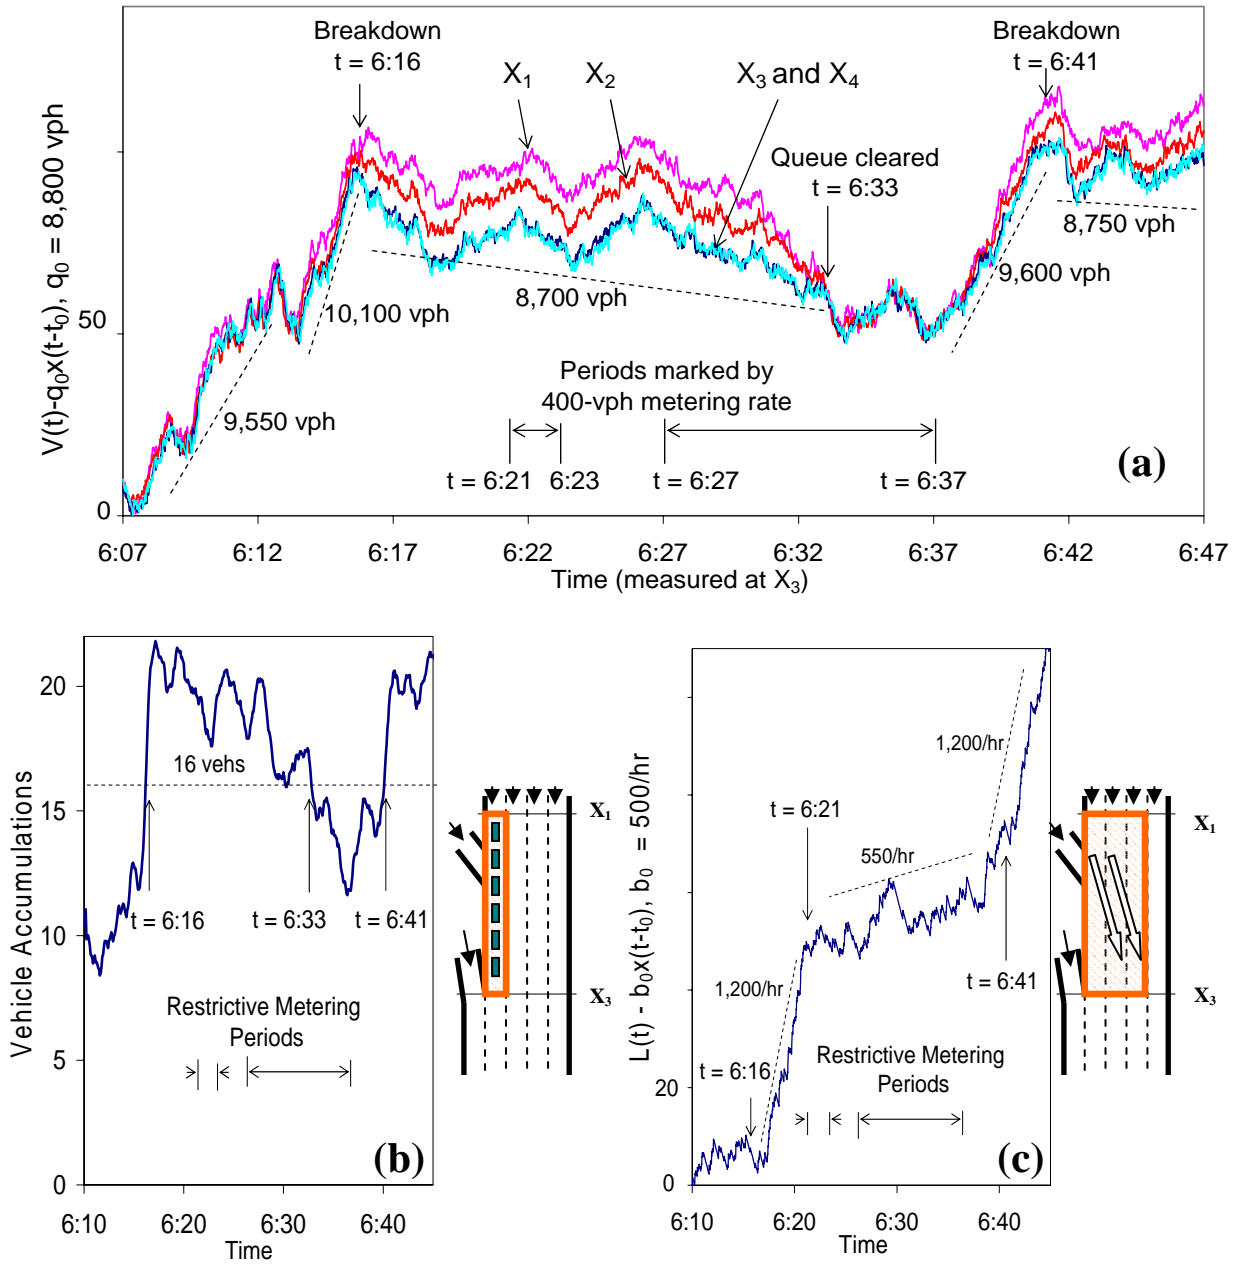 V(t)-q₀x(t-t₀), q₀ = 8,800 vph
Breakdown
t = 6:16
X₁
X₂
X₃ and X₄
Breakdown
t = 6:41
Queue cleared
t = 6:33
8,750 vph
9,600 vph
8,700 vph
10,100 vph
9,550 vph
50
0
Periods marked by
400-vph metering rate
t = 6:21
6:23
t = 6:27
t = 6:37
(a)
6:07
6:12
6:17
6:22
6:27
6:32
6:37
6:42
6:47
Time (measured at X₃)
Vehicle Accumulations
20
15
10
5
0
16 vehs
t = 6:16
t = 6:33
t = 6:41
Restrictive Metering
Periods
(b)
6:10
6:20
6:30
6:40
Time
X₁
X₃
L(t) - b₀x(t-t₀), b₀ = 500/hr
20
0
1,200/hr
t = 6:21
550/hr
1,200/hr
t = 6:41
t = 6:16
Restrictive Metering
Periods
(c)
6:10
6:20
6:30
6:40
Time
X₁
X₃